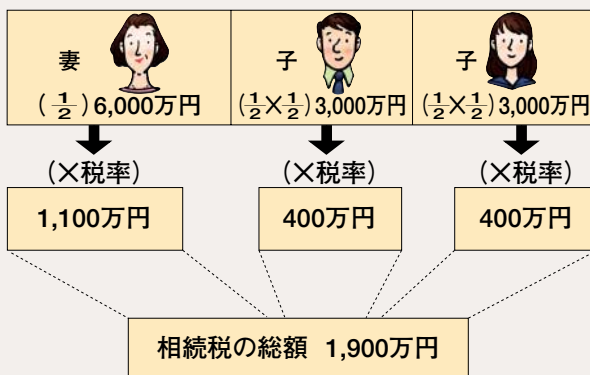 妻 子 子
(1/2)6,000万円 (1/2×1/2)3,000万円 (1/2×1/2)3,000万円
(×税率) (×税率) (×税率)
1,100万円 400万円 400万円
相続税の総額 1,900万円